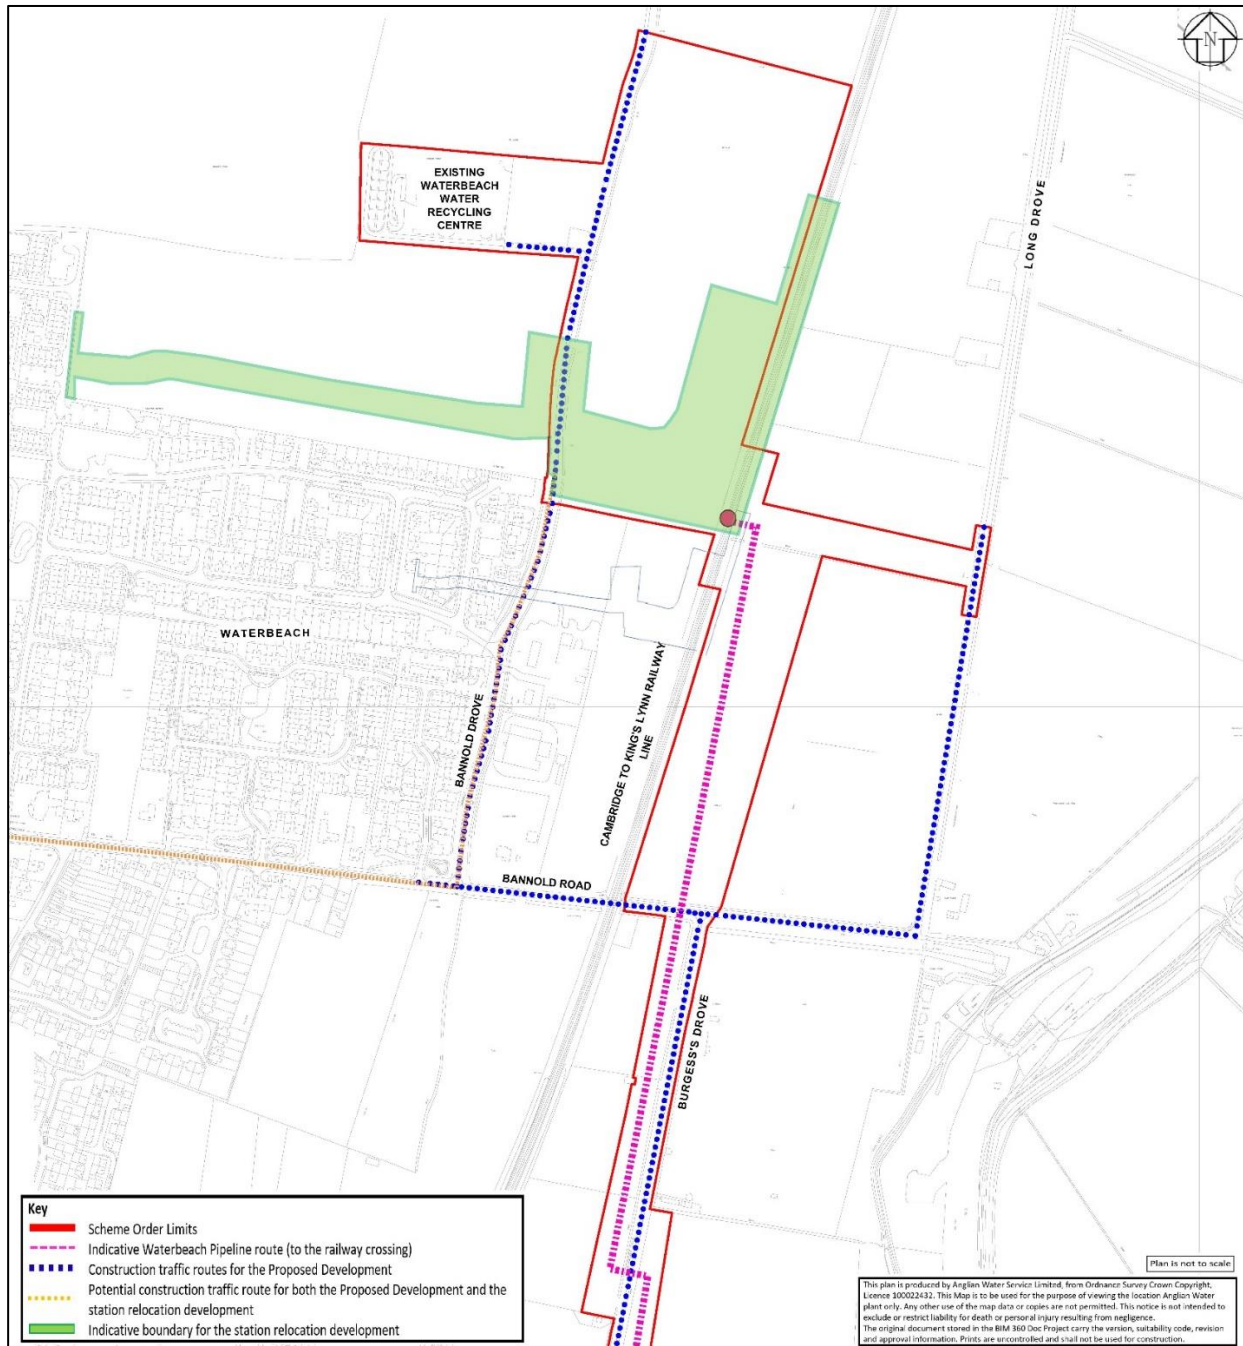 N
EXISTING
WATERBEACH
WATER
RECYCLING
CENTRE
LONG DROVE
WATERBEACH
BANNOLD DROVE
CAMBRIDGE TO KING'S LYNN RAILWAY
LINE
BANNOLD ROAD
BURGESS'S DROVE
Key
Scheme Order Limits
Indicative Waterbeach Pipeline route (to the railway crossing)
Construction traffic routes for the Proposed Development
Potential construction traffic route for both the Proposed Development and the
station relocation development
Indicative boundary for the station relocation development
Plan is not to scale
This plan is produced by Anglian Water Service Limited, from Ordnance Survey Crown Copyright,
Licence 100022432. This Map is to be used for the purpose of viewing the location Anglian Water
plant only. Any other use of the map data or copies are not permitted. This notice is not intended to
exclude or restrict liability for death or personal injury resulting from negligence.
The original document stored in the BIM 360 Doc Project carry the version, suitability code, revision
and approval information. Prints are uncontrolled and shall not be used for construction.